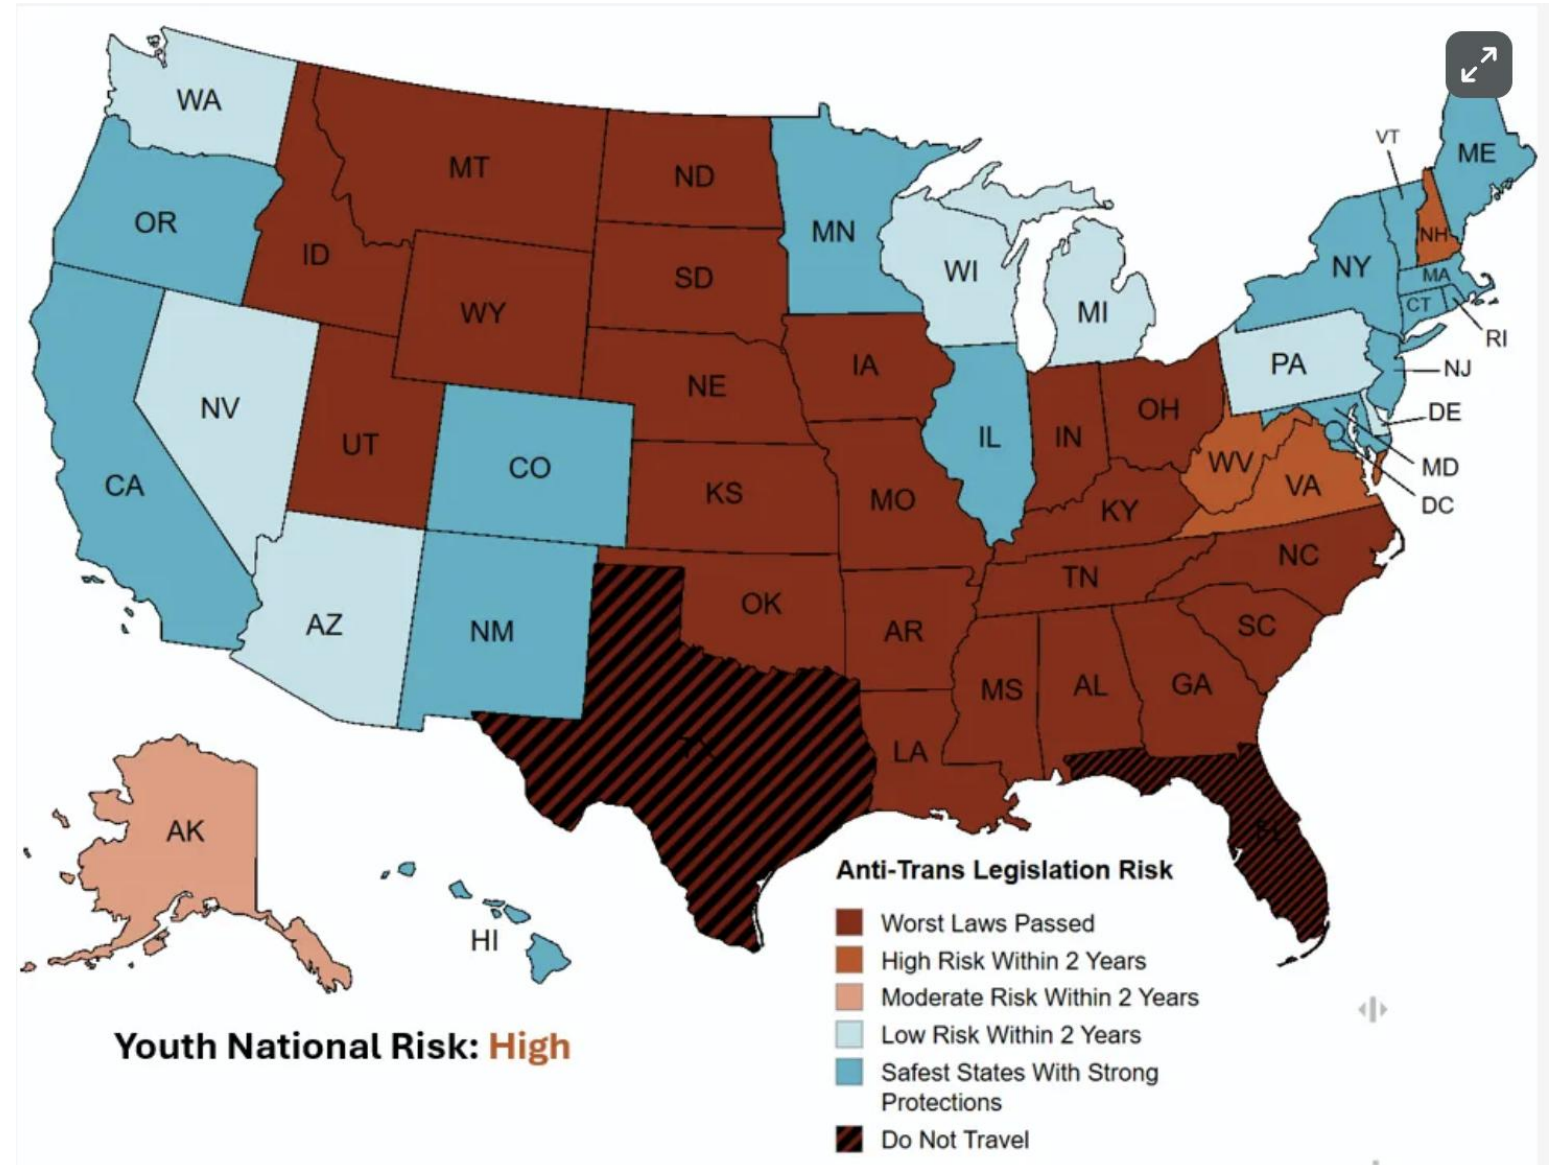 WA
VT
ME
MT
ND
OR
MN
NH
ID
WI
NY
MA
SD
CT
WY
MI
RI
IA
PA
NJ
NE
NV
OH
DE
UT
IL
IN
CO
WV
MD
CA
KS
MO
VA
DC
KY
NC
TN
OK
AZ
NM
AR
SC
MS
AL
GA
TX
LA
AK
FL
HI
Anti-Trans Legislation Risk
Worst Laws Passed
High Risk Within 2 Years
Moderate Risk Within 2 Years
Low Risk Within 2 Years
Safest States With Strong
Protections
Do Not Travel
Youth National Risk: High